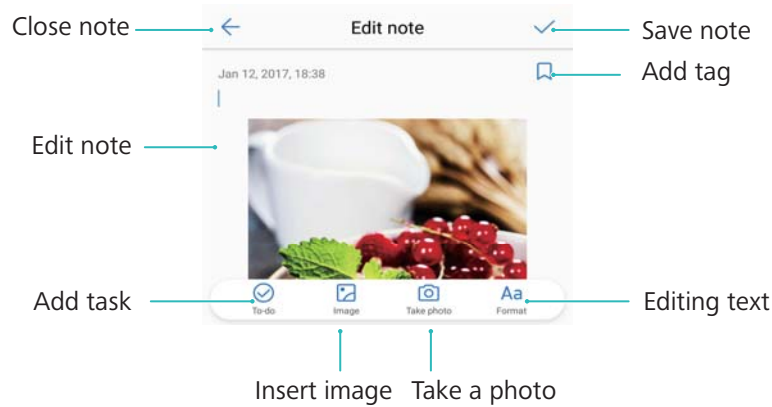 Close note
Edit note
Save note
Jan 12, 2017, 18:38
Add tag
Edit note
Add task
To-do
Image
Take photo
Aa
Format
Editing text
Insert image
Take a photo